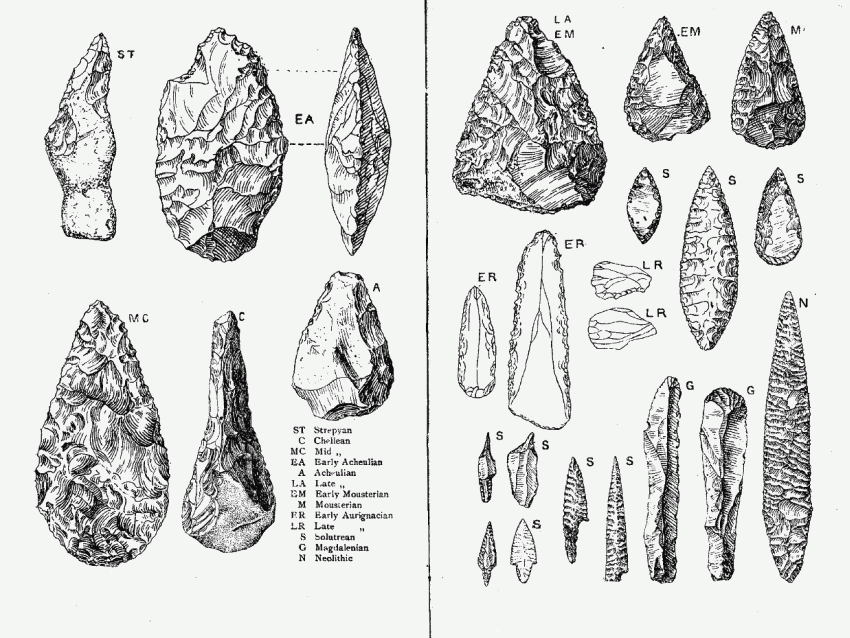 ST
EA
MC
C
A
ST Strepyan
C Chellean
MC Mid „
EA Early Acheulian
A Acheulian
LA Late „
EM Early Mousterian
M Mousterian
ER Early Aurignacian
LR Late „
S Solutrean
G Magdalenian
N Neolithic
LA
EM
EM
M
S
S
S
ER
ER
LR
LR
N
G
G
S
S
S
S
S